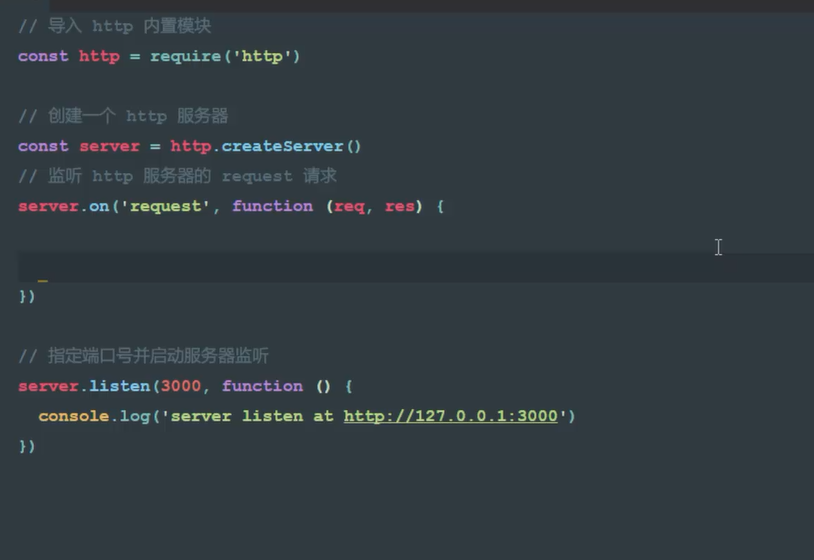 // 导入 http 内置模块
const http = require('http')
// 创建一个 http 服务器
const server = http.createServer()
// 监听 http 服务器的 request 请求
server.on('request', function (req, res) {
})
// 指定端口号并启动服务器监听
server.listen(3000, function () {
  console.log('server listen at http://127.0.0.1:3000')
})